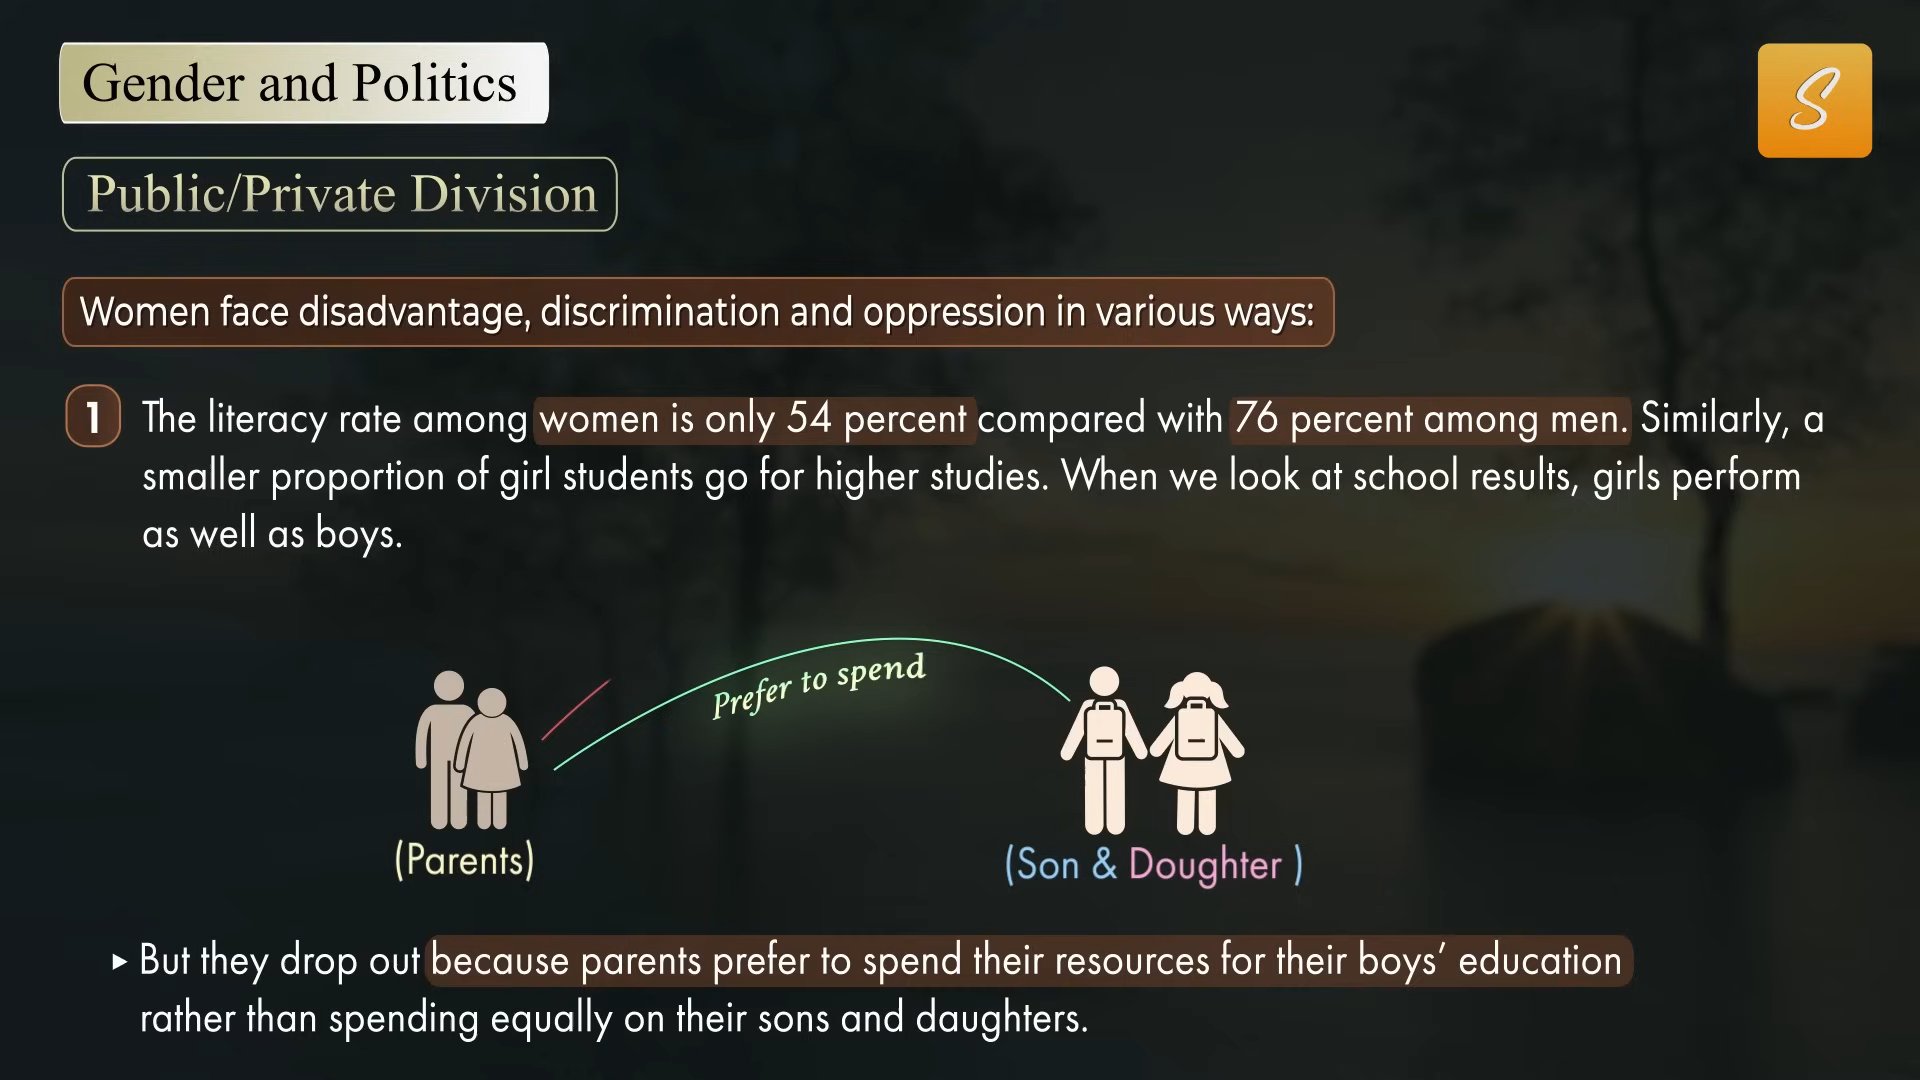 Gender and Politics
S
Public/Private Division
Women face disadvantage, discrimination and oppression in various ways:
1 The literacy rate among women is only 54 percent compared with 76 percent among men. Similarly, a
smaller proportion of girl students go for higher studies. When we look at school results, girls perform
as well as boys.
Prefer to spend
(Parents)
(Son & Doughter )
▸ But they drop out because parents prefer to spend their resources for their boys’ education
rather than spending equally on their sons and daughters.